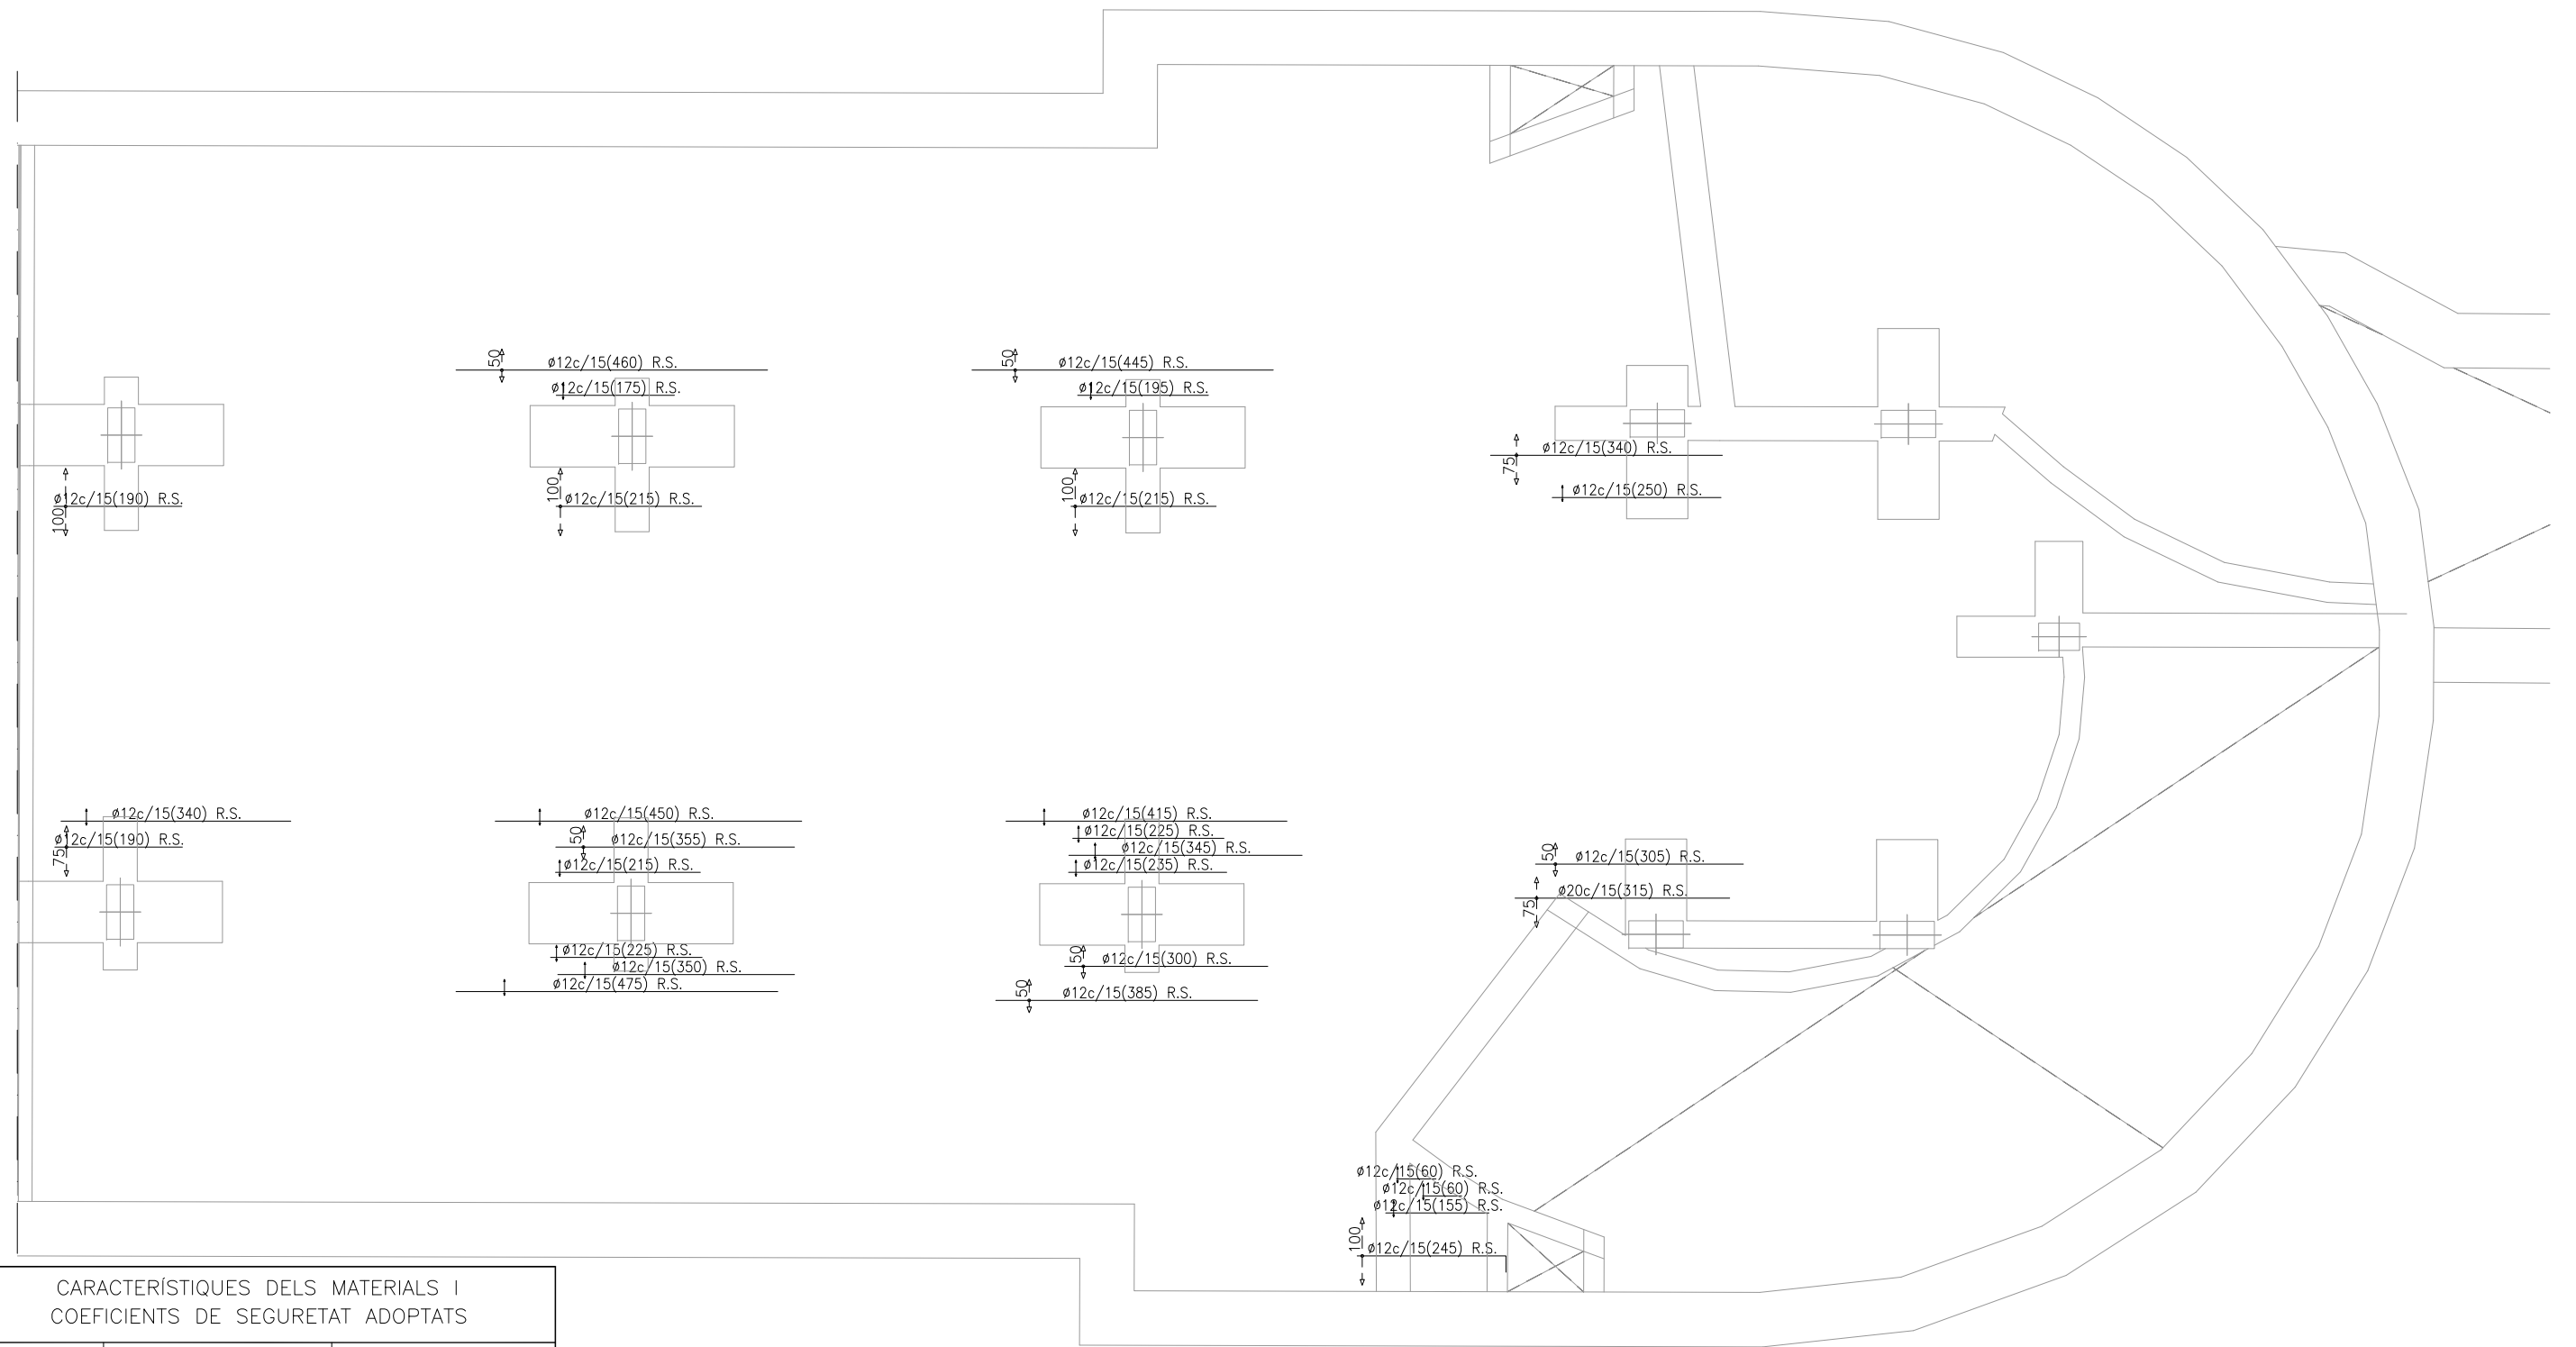 50
ø12c/15(460) R.S.
ø12c/15(175) R.S.
50
ø12c/15(445) R.S.
ø12c/15(195) R.S.
ø12c/15(340) R.S.
75
ø12c/15(250) R.S.
ø12c/15(190) R.S.
100
100
ø12c/15(215) R.S.
100
ø12c/15(215) R.S.
ø12c/15(340) R.S.
ø12c/15(190) R.S.
75
ø12c/15(450) R.S.
50
ø12c/15(355) R.S.
ø12c/15(215) R.S.
ø12c/15(415) R.S.
ø12c/15(225) R.S.
ø12c/15(345) R.S.
ø12c/15(235) R.S.
50
ø12c/15(305) R.S.
ø20c/15(315) R.S.
75
ø12c/15(225) R.S.
ø12c/15(350) R.S.
ø12c/15(475) R.S.
50
ø12c/15(300) R.S.
50
ø12c/15(385) R.S.
ø12c/15(60) R.S.
ø12c/15(60) R.S.
ø12c/15(155) R.S.
100
ø12c/15(245) R.S.
CARACTERÍSTIQUES DELS MATERIALS I
COEFICIENTS DE SEGURETAT ADOPTATS